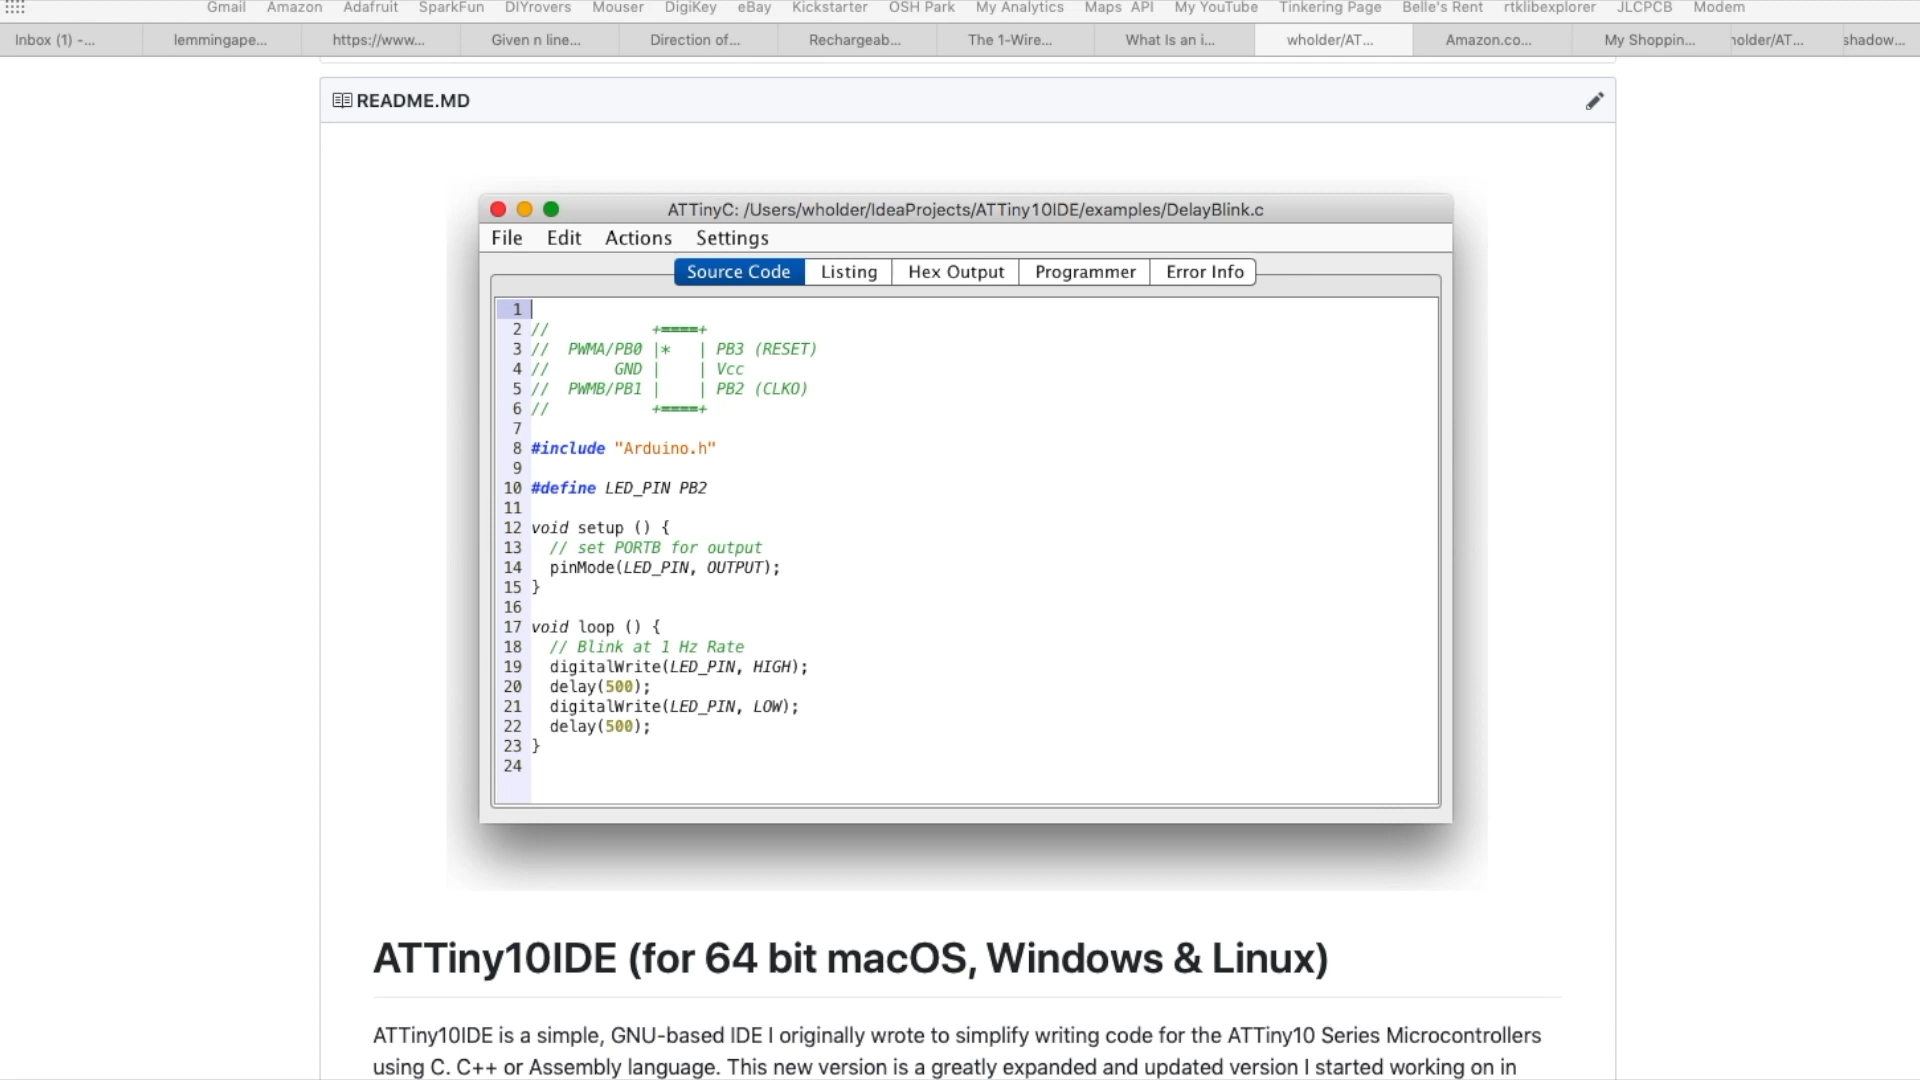 Gmail Amazon Adafruit SparkFun DIYrovers Mouser DigiKey eBay Kickstarter OSH Park My Analytics Maps API My YouTube Tinkering Page Belle's Rent rtklibexplorer JLCPCB Modem
Inbox (1) -... lemmingape... https://www... Given n line... Direction of... Rechargeab... The 1-Wire... What Is an i... wholder/AT... Amazon.co... My Shoppin... holder/AT... shadow...
README.MD
ATTinyC: /Users/wholder/IdeaProjects/ATTiny10IDE/examples/DelayBlink.c
File Edit Actions Settings
Source Code Listing Hex Output Programmer Error Info
1
2 //           +====+
3 //  PWMA/PB0 |*   | PB3 (RESET)
4 //       GND |    | Vcc
5 //  PWMB/PB1 |    | PB2 (CLKO)
6 //           +====+
7
8 #include "Arduino.h"
9
10 #define LED_PIN PB2
11
12 void setup () {
13   // set PORTB for output
14   pinMode(LED_PIN, OUTPUT);
15 }
16
17 void loop () {
18   // Blink at 1 Hz Rate
19   digitalWrite(LED_PIN, HIGH);
20   delay(500);
21   digitalWrite(LED_PIN, LOW);
22   delay(500);
23 }
24
ATTiny10IDE (for 64 bit macOS, Windows & Linux)
ATTiny10IDE is a simple, GNU-based IDE I originally wrote to simplify writing code for the ATTiny10 Series Microcontrollers
using C. C++ or Assembly language. This new version is a greatly expanded and updated version I started working on in